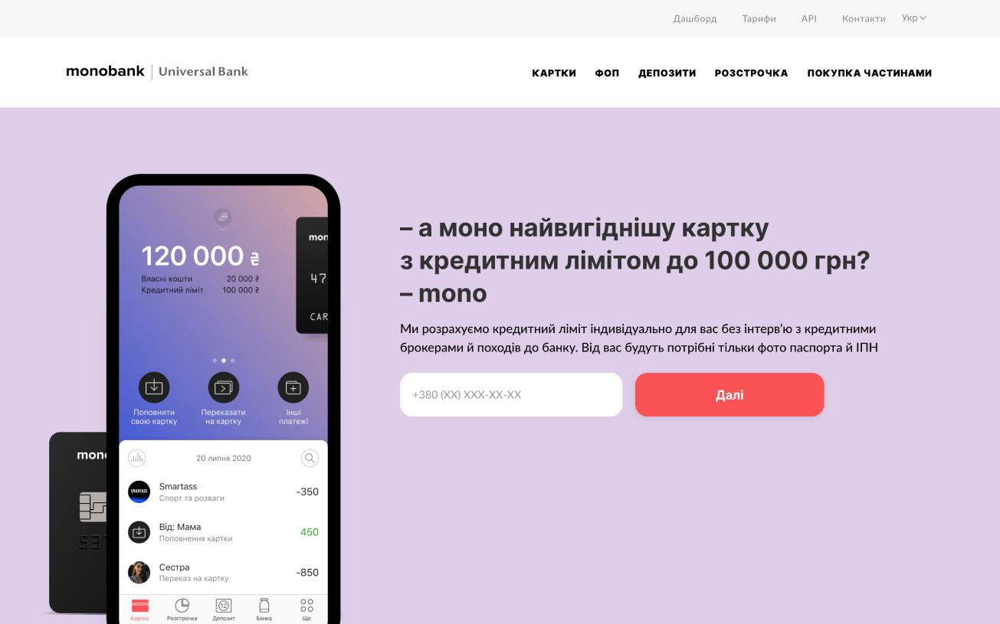 Дашборд Тарифи API Контакти Укр
monobank | Universal Bank
КАРТКИ ФОП ДЕПОЗИТИ РОЗСТРОЧКА ПОКУПКА ЧАСТИНАМИ
– а моно найвигіднішу картку
з кредитним лімітом до 100 000 грн?
– mono
Ми розрахуємо кредитний ліміт індивідуально для вас без інтерв’ю з кредитними
брокерами й походів до банку. Від вас будуть потрібні тільки фото паспорта й ІПН
+380 (XX) XXX-XX-XX
Далі
120 000 ₴
Власні кошти 20 000 ₴
Кредитний ліміт 100 000 ₴
mon
47
CAR
Поповнити
свою картку
Переказати
на картку
Інші
платежі
20 липня 2020
SMARTASS
Smartass
Спорт та розваги
-350
Від: Мама
Поповнення картки
450
Сестра
Переказ на картку
-850
12
Картка Розстрочка Депозит Банка Ще
mono
537